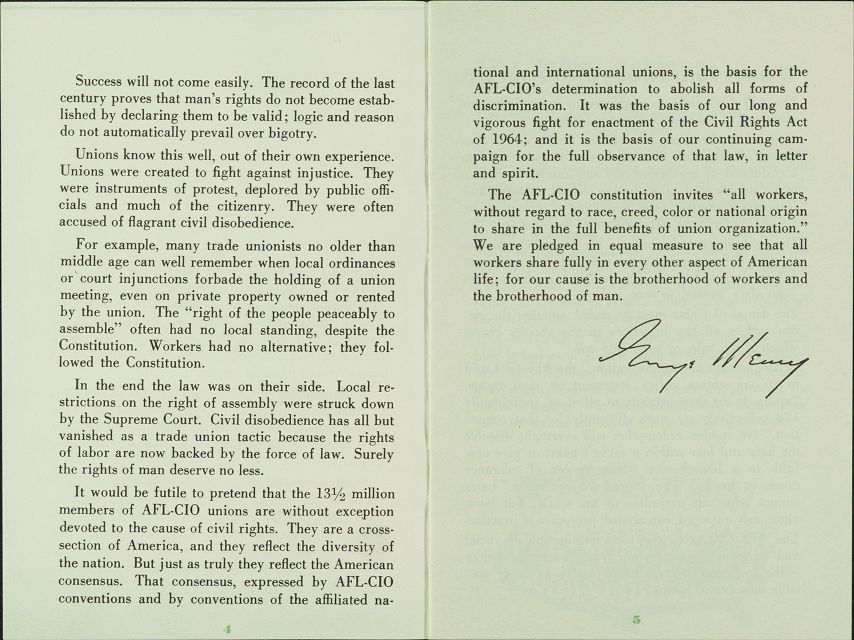 Success will not come easily. The record of the last
century proves that man's rights do not become estab-
lished by declaring them to be valid; logic and reason
do not automatically prevail over bigotry.
Unions know this well, out of their own experience.
Unions were created to fight against injustice. They
were instruments of protest, deplored by public offi-
cials and much of the citizenry. They were often
accused of flagrant civil disobedience.
For example, many trade unionists no older than
middle age can well remember when local ordinances
or court injunctions forbade the holding of a union
meeting, even on private property owned or rented
by the union. The "right of the people peaceably to
assemble" often had no local standing, despite the
Constitution. Workers had no alternative; they fol-
lowed the Constitution.
In the end the law was on their side. Local re-
strictions on the right of assembly were struck down
by the Supreme Court. Civil disobedience has all but
vanished as a trade union tactic because the rights
of labor are now backed by the force of law. Surely
the rights of man deserve no less.
It would be futile to pretend that the 13½ million
members of AFL-CIO unions are without exception
devoted to the cause of civil rights. They are a cross-
section of America, and they reflect the diversity of
the nation. But just as truly they reflect the American
consensus. That consensus, expressed by AFL-CIO
conventions and by conventions of the affiliated na-
4
tional and international unions, is the basis for the
AFL-CIO's determination to abolish all forms of
discrimination. It was the basis of our long and
vigorous fight for enactment of the Civil Rights Act
of 1964; and it is the basis of our continuing cam-
paign for the full observance of that law, in letter
and spirit.
The AFL-CIO constitution invites "all workers,
without regard to race, creed, color or national origin
to share in the full benefits of union organization."
We are pledged in equal measure to see that all
workers share fully in every other aspect of American
life; for our cause is the brotherhood of workers and
the brotherhood of man.
George Meany
5